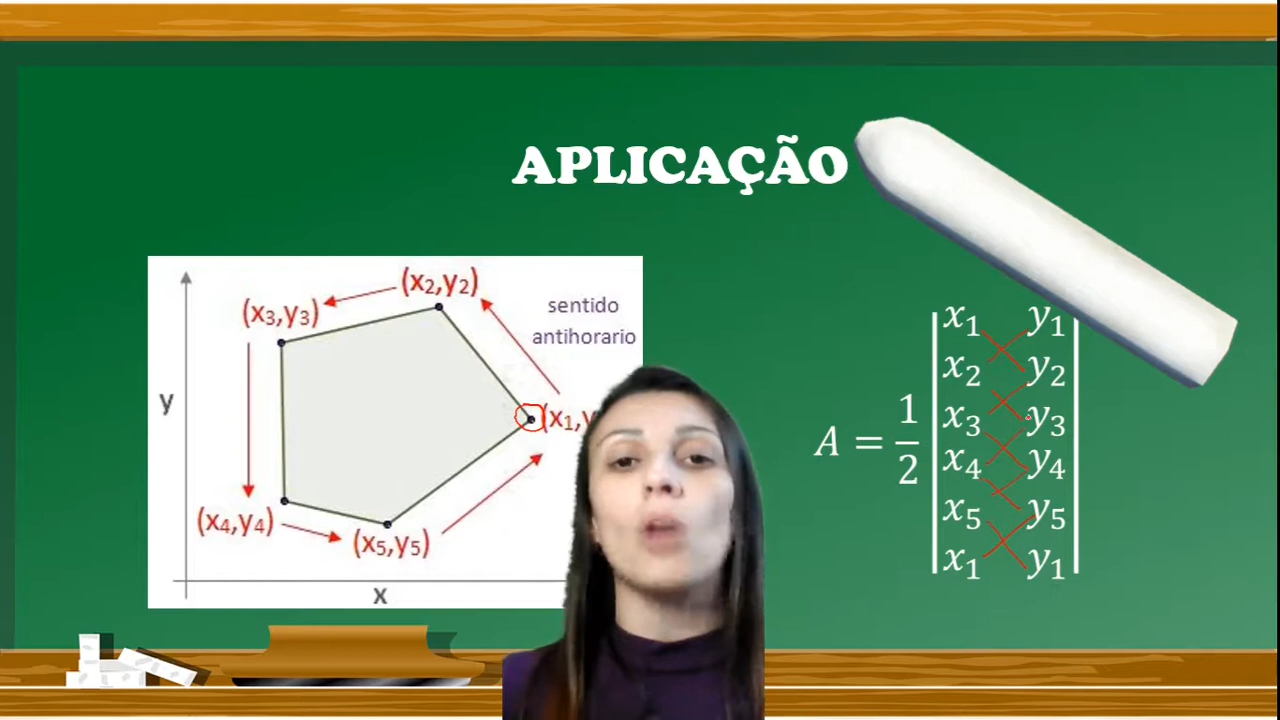 APLICAÇÃO
(x₂,y₂)
(x₃,y₃)
sentido
antihorario
y
(x₁,y
(x₄,y₄)
(x₅,y₅)
x
A = 1/2
x₁ y₁
x₂ y₂
x₃ y₃
x₄ y₄
x₅ y₅
x₁ y₁